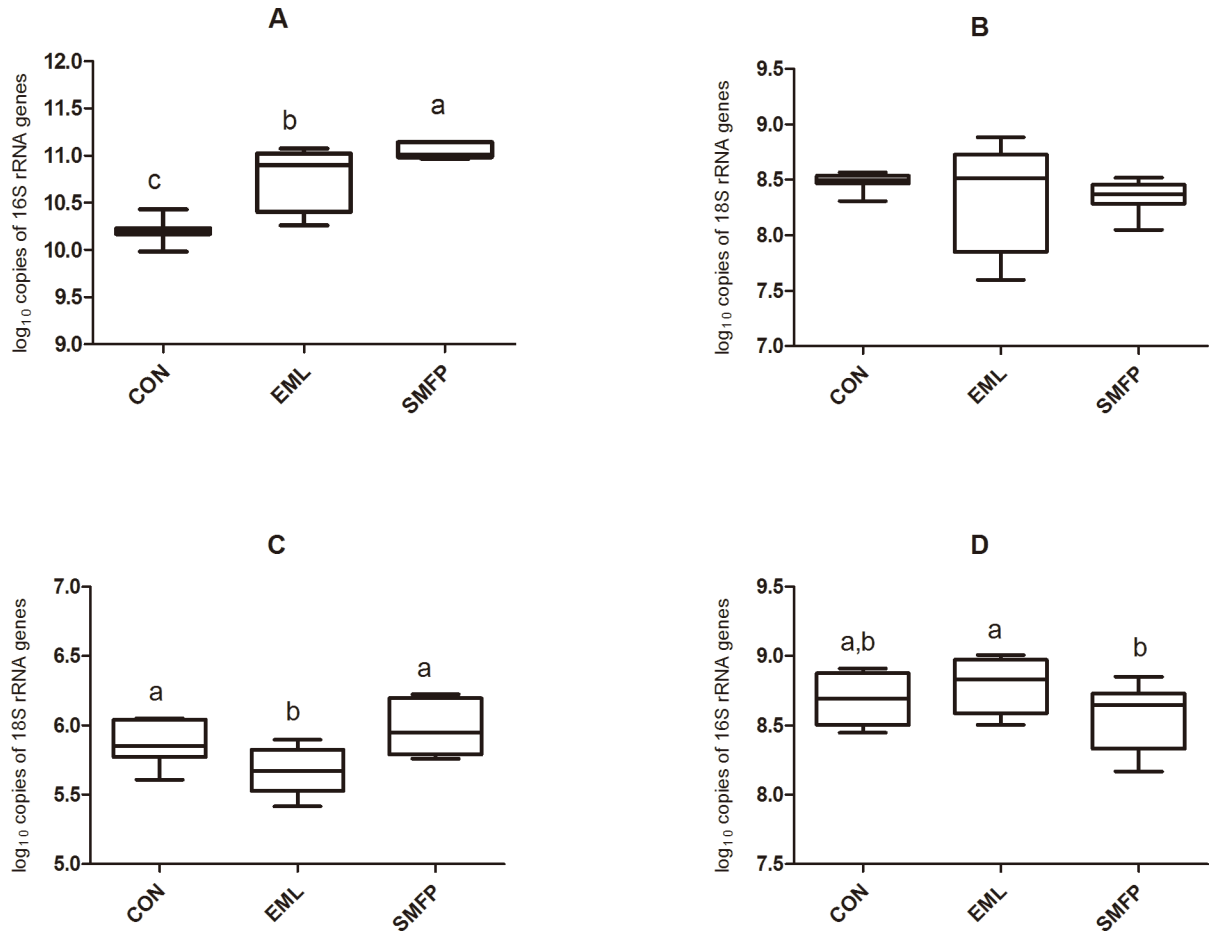 A
log10 copies of 16S rRNA genes
12.0
11.5
11.0
10.5
10.0
9.5
9.0
c
b
a
CON
EML
SMFP
B
log10 copies of 18S rRNA genes
9.5
9.0
8.5
8.0
7.5
7.0
CON
EML
SMFP
C
log10 copies of 18S rRNA genes
7.0
6.5
6.0
5.5
5.0
a
b
a
CON
EML
SMFP
D
log10 copies of 16S rRNA genes
9.5
9.0
8.5
8.0
7.5
a,b
a
b
CON
EML
SMFP